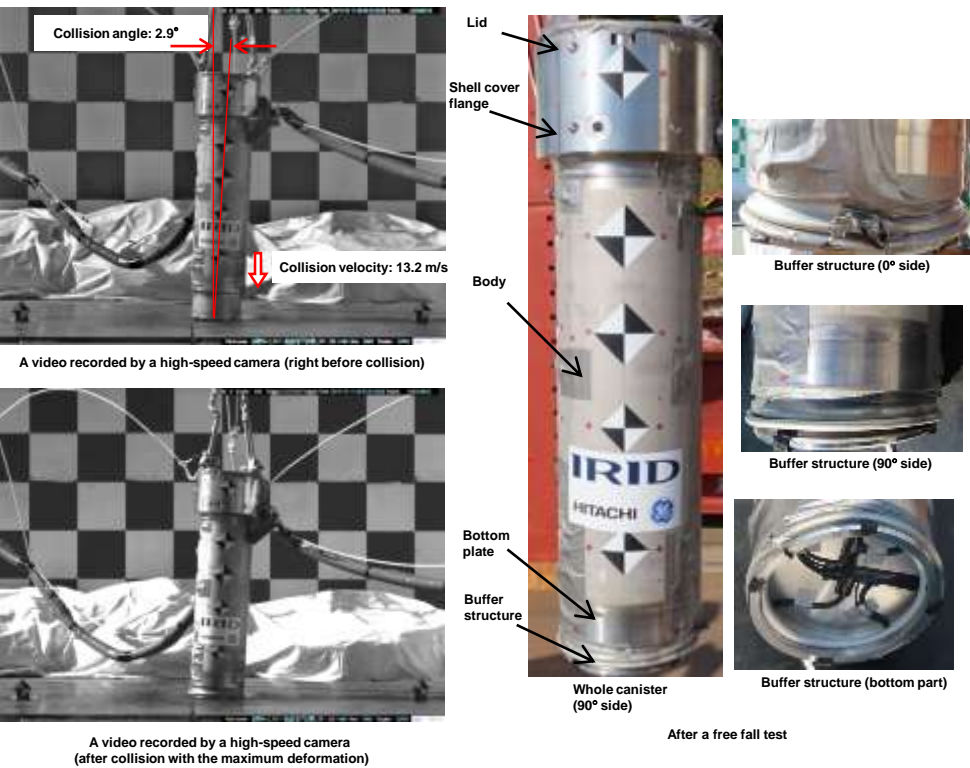 Collision angle: 2.9°
Collision velocity: 13.2 m/s
A video recorded by a high-speed camera (right before collision)
IRID
A video recorded by a high-speed camera
(after collision with the maximum deformation)
Lid
Shell cover
flange
Body
IRID
HITACHI
Bottom
plate
Buffer
structure
Whole canister
(90° side)
Buffer structure (0° side)
Buffer structure (90° side)
Buffer structure (bottom part)
After a free fall test